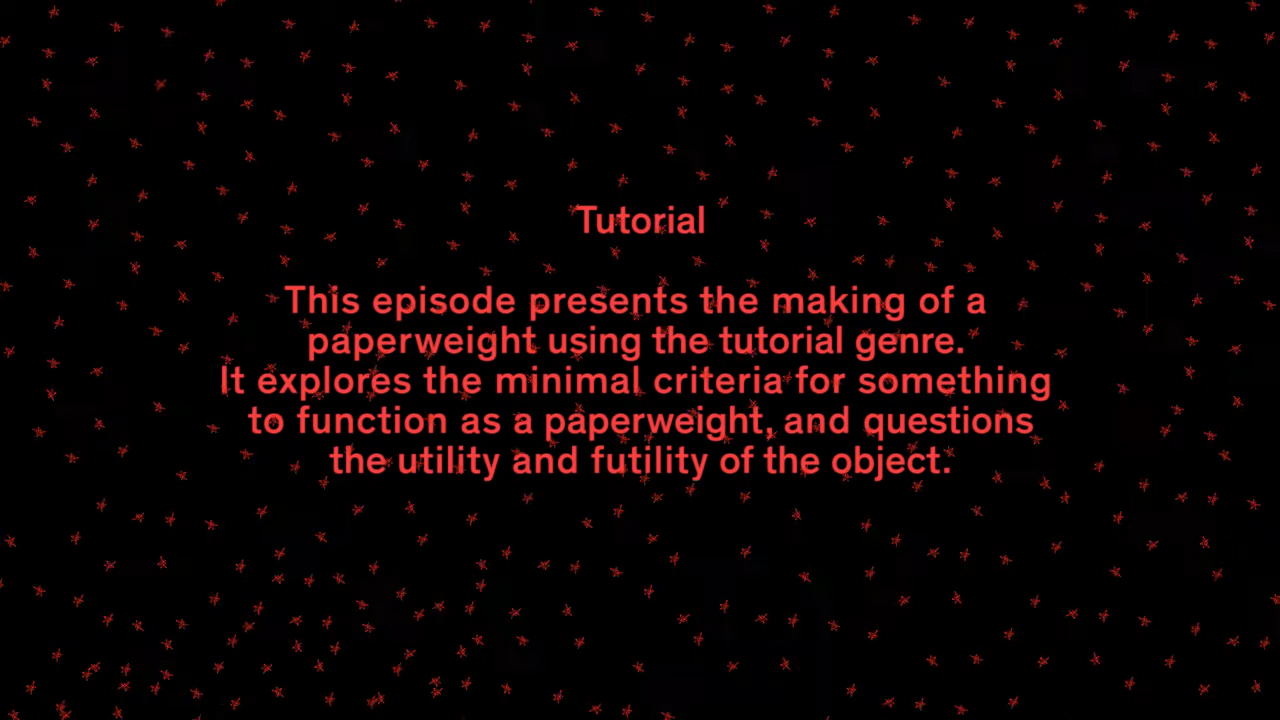 Tutorial
This episode presents the making of a
paperweight using the tutorial genre.
It explores the minimal criteria for something
to function as a paperweight, and questions
the utility and futility of the object.